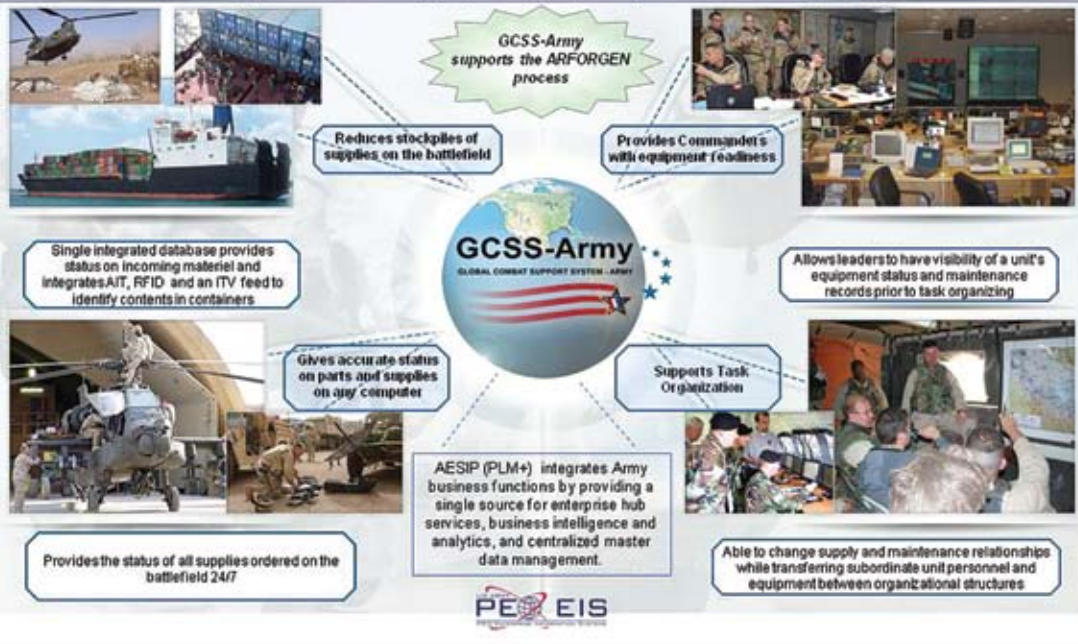 GCSS-Army
supports the ARFORGEN
process
Reduces stockpiles of
supplies on the battlefield
Provides Commanders
with equipment readiness
GCSS-Army
GLOBAL COMBAT SUPPORT SYSTEM - ARMY
Single integrated database provides
status on incoming materiel and
integrates AIT, RFID and an ITV feed to
identify contents in containers
Allows leaders to have visibility of a unit's
equipment status and maintenance
records prior to task organizing
Gives accurate status
on parts and supplies
on any computer
Supports Task
Organization
AESIP (PLM+) integrates Army
business functions by providing a
single source for enterprise hub
services, business intelligence and
analytics, and centralized master
data management.
Provides the status of all supplies ordered on the
battlefield 24/7
Able to change supply and maintenance relationships
while transferring subordinate unit personnel and
equipment between organizational structures
PEO EIS